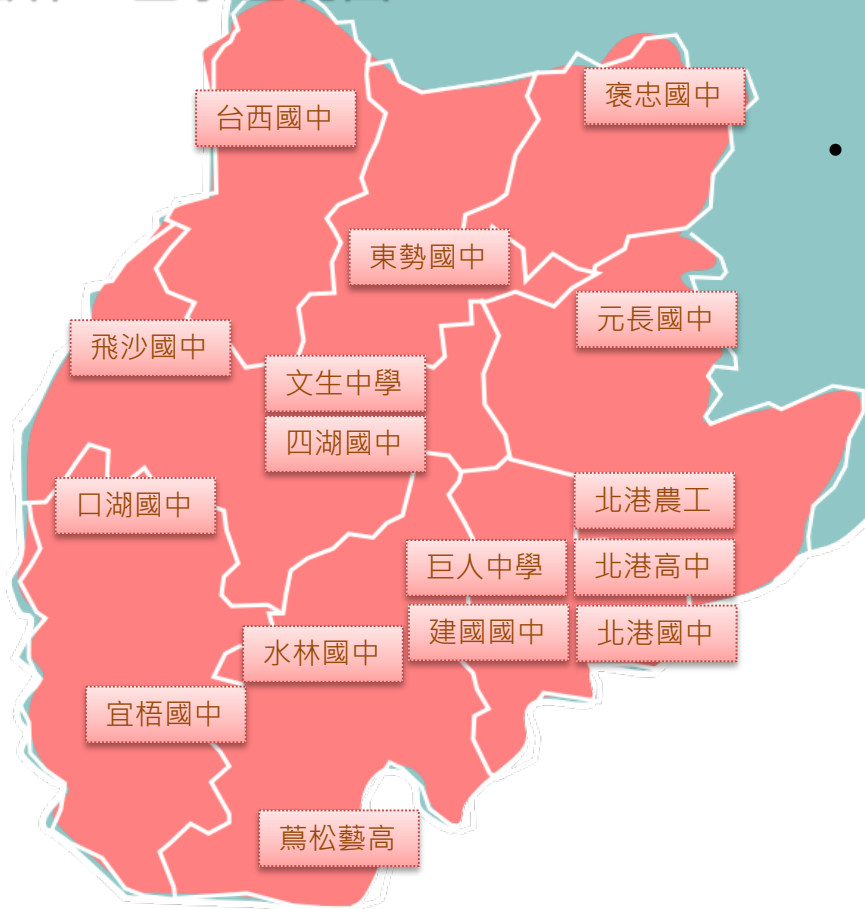 台西國中
褒忠國中
東勢國中
元長國中
飛沙國中
文生中學
四湖國中
口湖國中
北港農工
巨人中學
北港高中
建國國中
北港國中
水林國中
宜梧國中
蔦松藝高